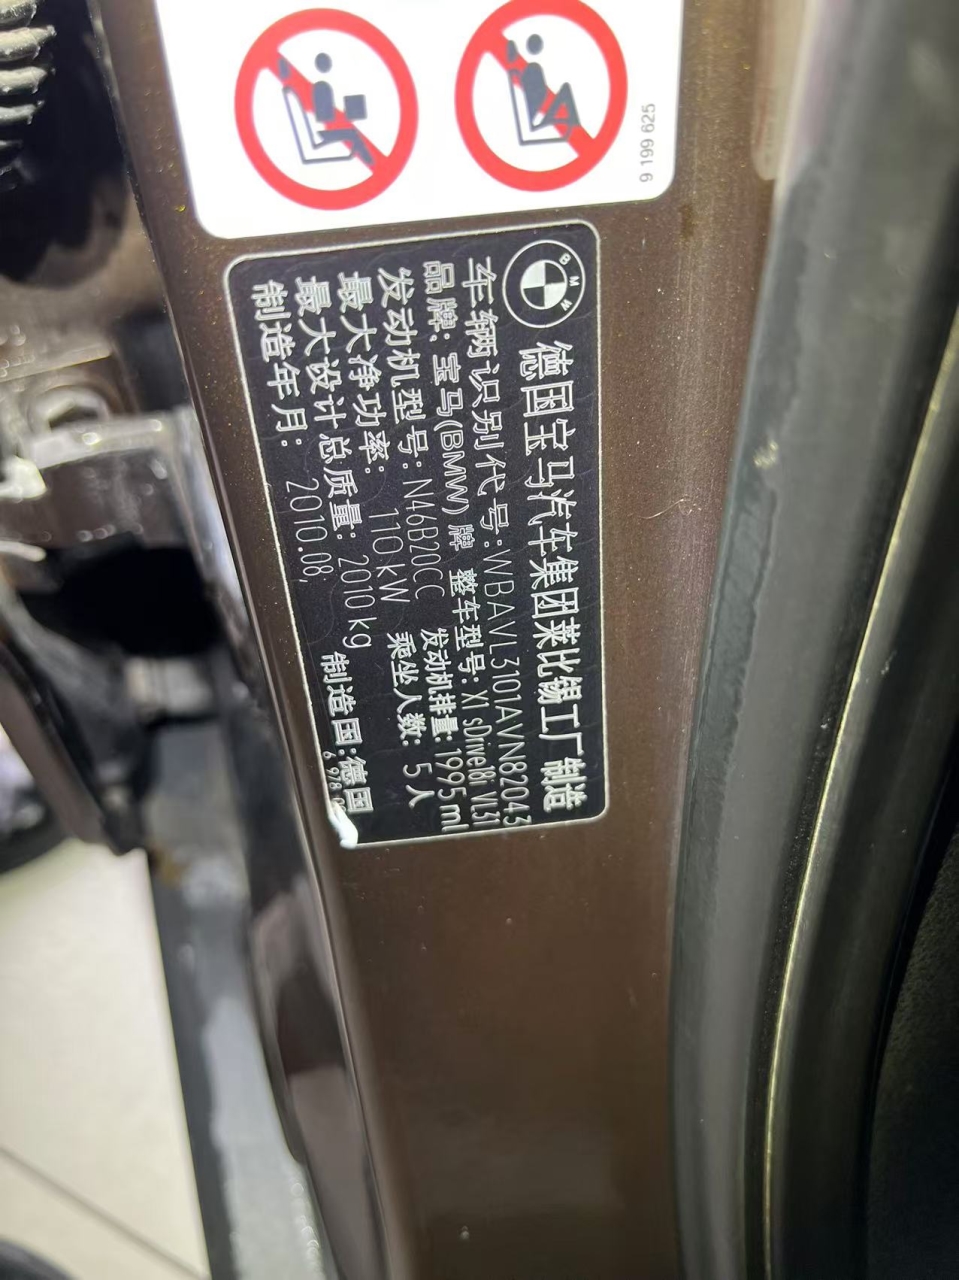 9 199 625
BMW
德国宝马汽车集团莱比锡工厂制造
车辆识别代号:WBAVL3101AVN82043
品牌: 宝马(BMW)牌 整车型号: X1 sDrive18i VL31
发动机型号: N46B20CC 发动机排量: 1995ml
最大净功率: 110kW 乘坐人数: 5人
最大设计总质量: 2010kg
制造年月: 2010.08, 制造国:德国
6 978